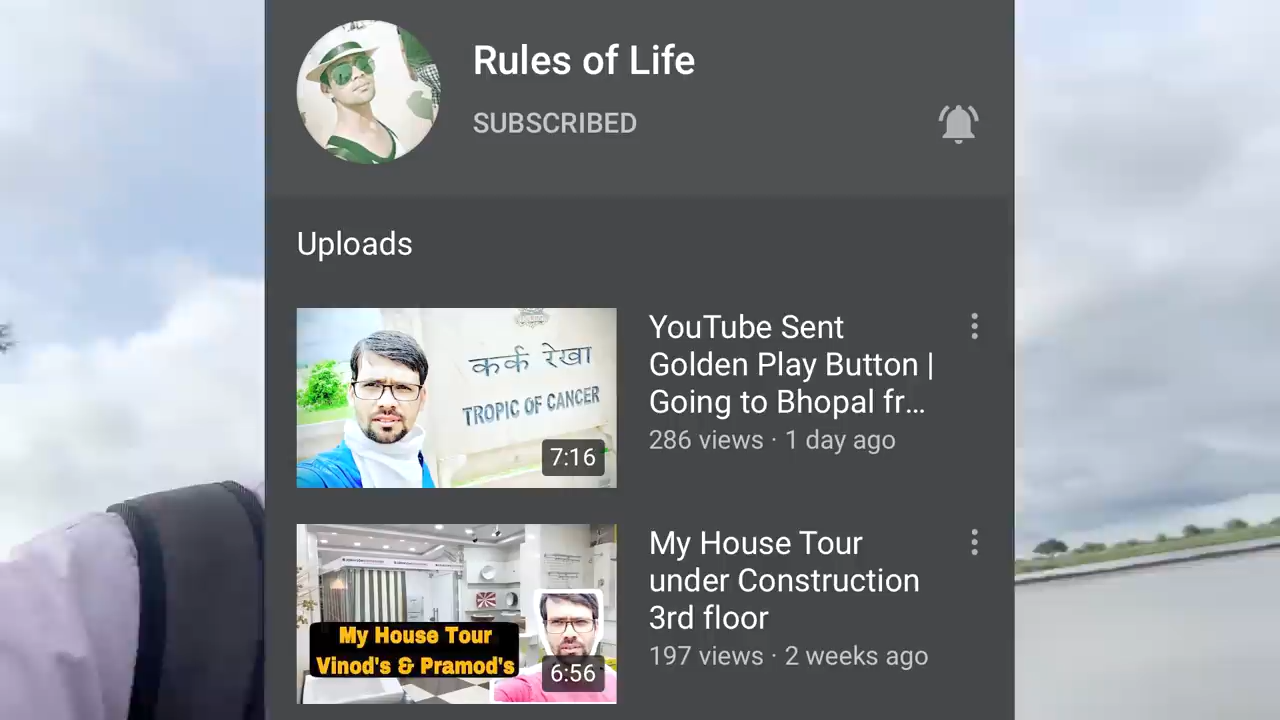 Rules of Life
SUBSCRIBED
Uploads
कर्क रेखा
TROPIC OF CANCER
7:16
YouTube Sent
Golden Play Button |
Going to Bhopal fr...
286 views · 1 day ago
My House Tour
Vinod's & Pramod's
6:56
My House Tour
under Construction
3rd floor
197 views · 2 weeks ago